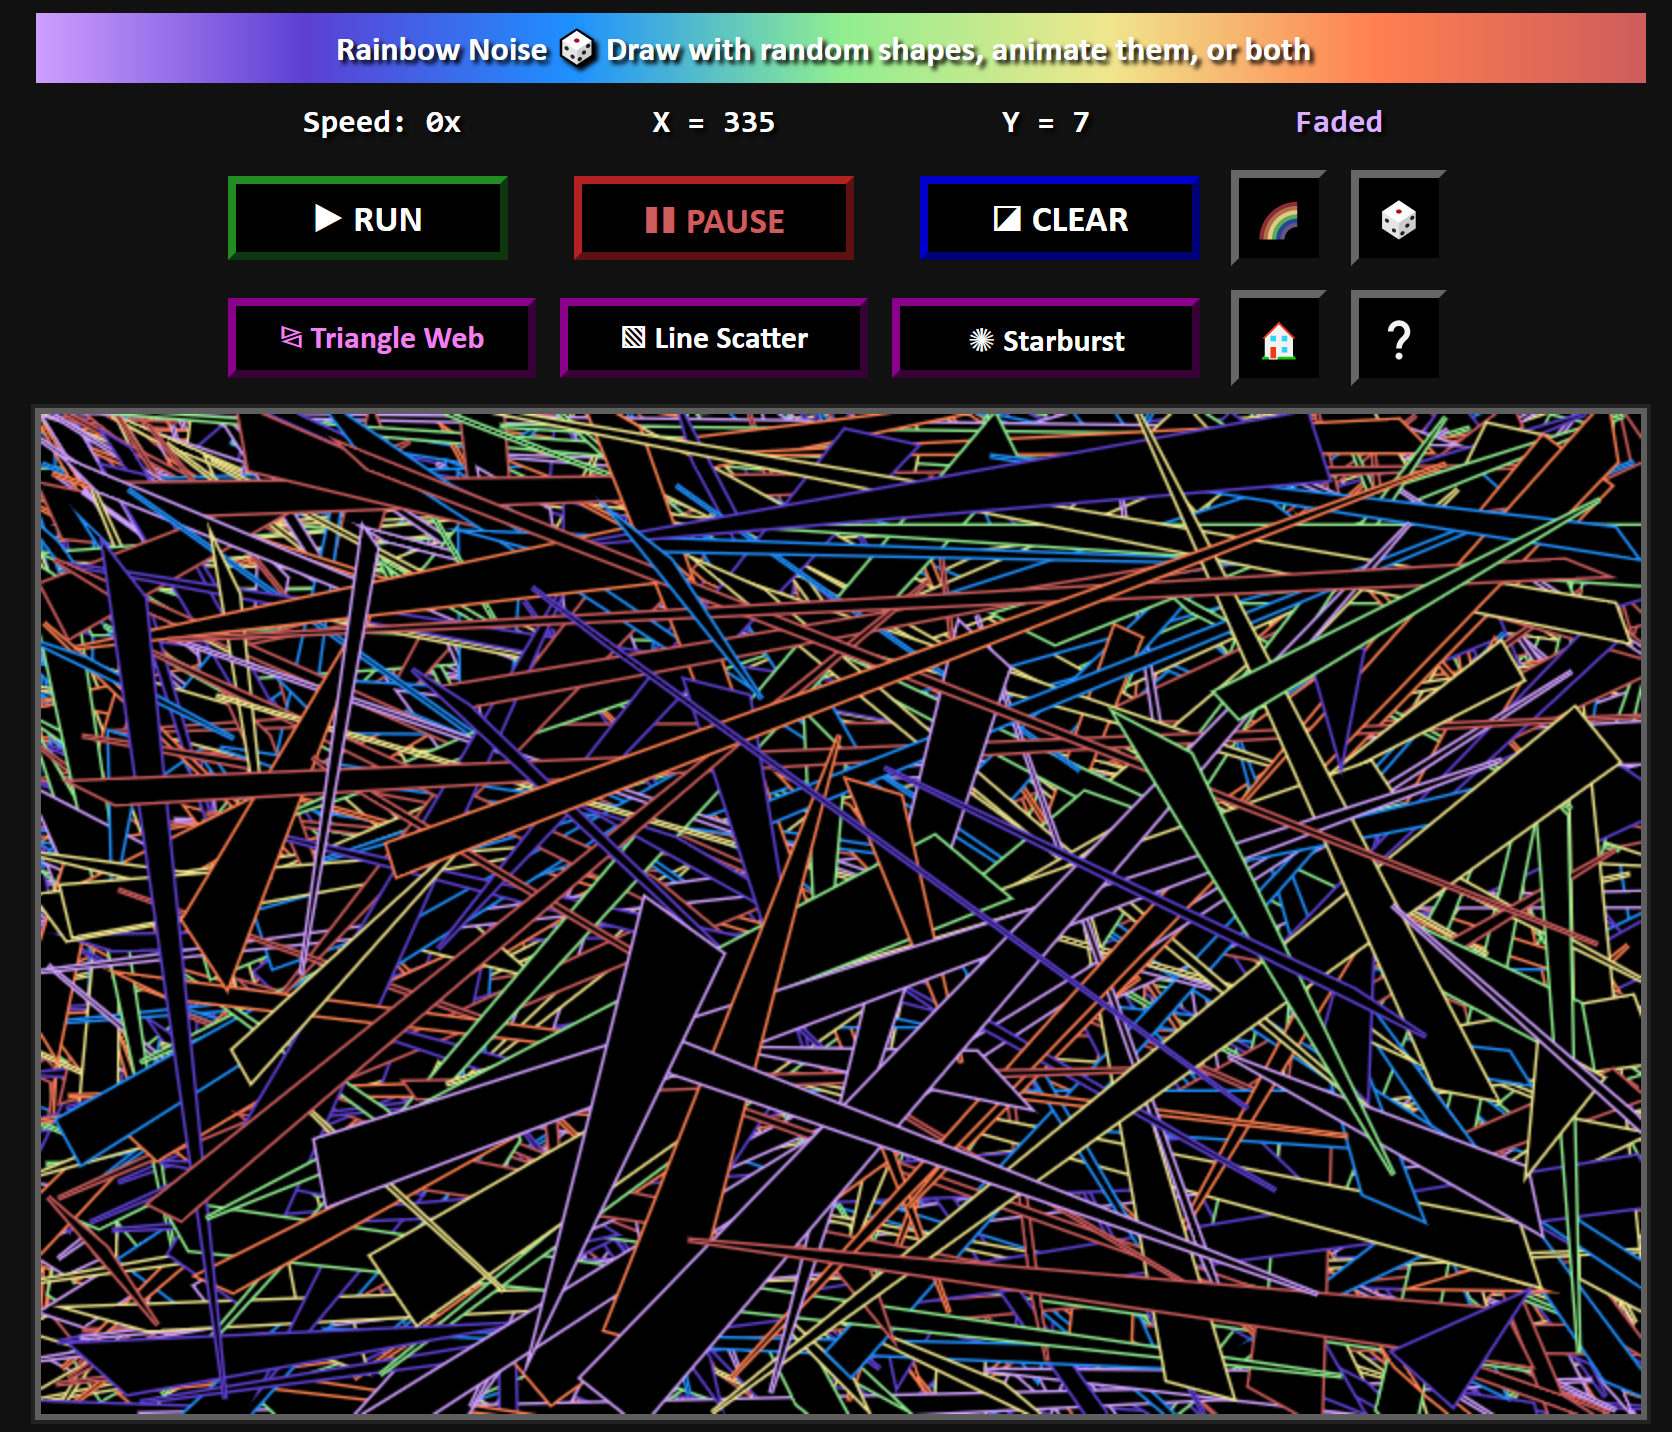 Rainbow Noise 🎲 Draw with random shapes, animate them, or both
Speed: 0x X = 335 Y = 7 Faded
▶ RUN ❚❚ PAUSE ◪ CLEAR
Triangle Web ▧ Line Scatter ✺ Starburst ?